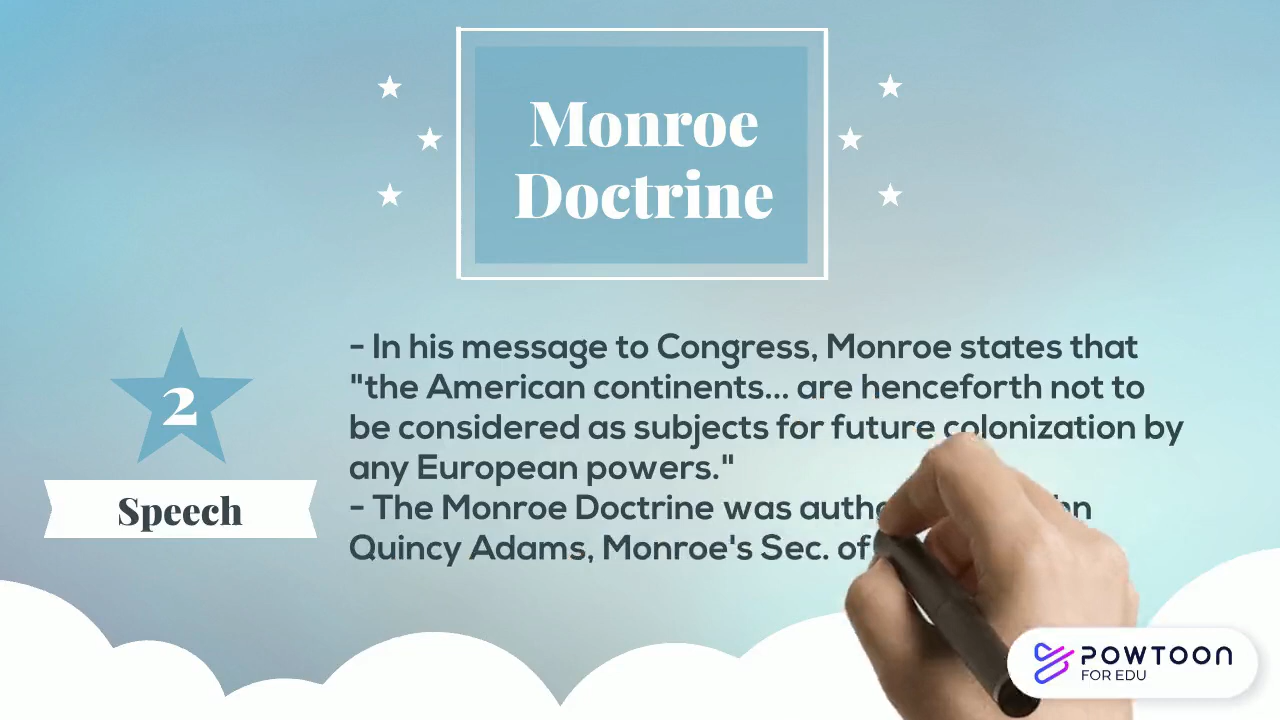 Monroe
Doctrine
2
Speech
- In his message to Congress, Monroe states that
"the American continents... are henceforth not to
be considered as subjects for future colonization by
any European powers."
- The Monroe Doctrine was
Quincy Adams, Monroe's Sec. of
POWTOON
FOR EDU